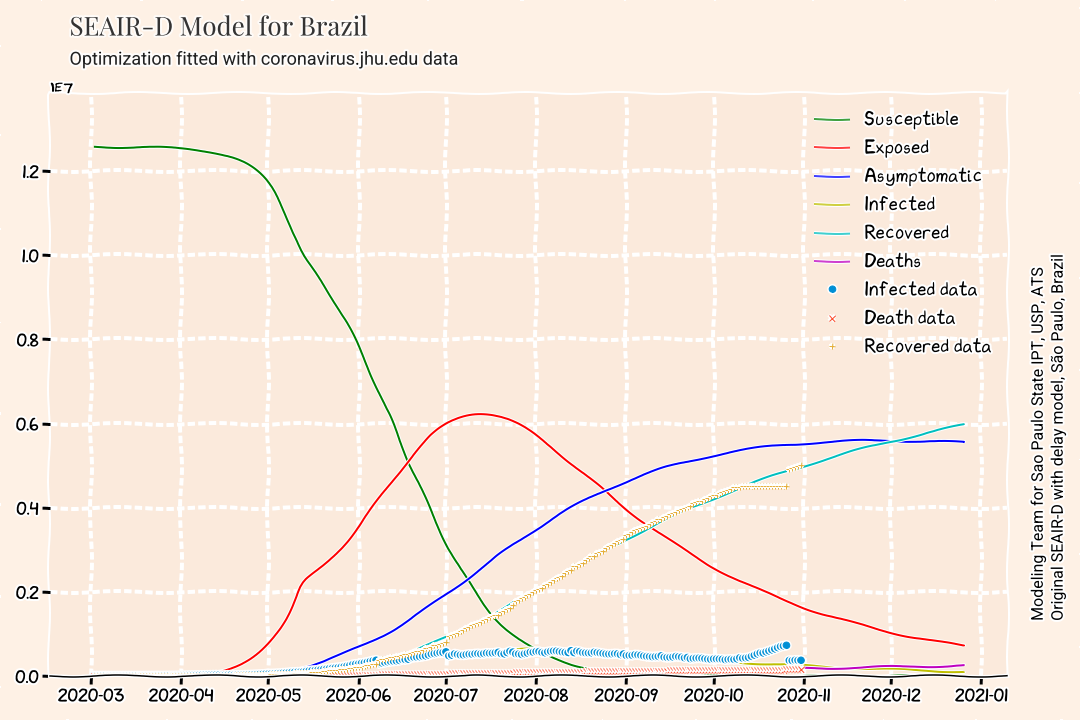 SEAIR-D Model for Brazil
Optimization fitted with coronavirus.jhu.edu data
1E7
Susceptible
Exposed
Asymptomatic
Infected
Recovered
Deaths
Infected data
Death data
Recovered data
1.2
1.0
0.8
0.6
0.4
0.2
0.0
2020-03 2020-04 2020-05 2020-06 2020-07 2020-08 2020-09 2020-10 2020-11 2020-12 2021-01
Modeling Team for Sao Paulo State IPT, USP, ATS
Original SEAIR-D with delay model, São Paulo, Brazil